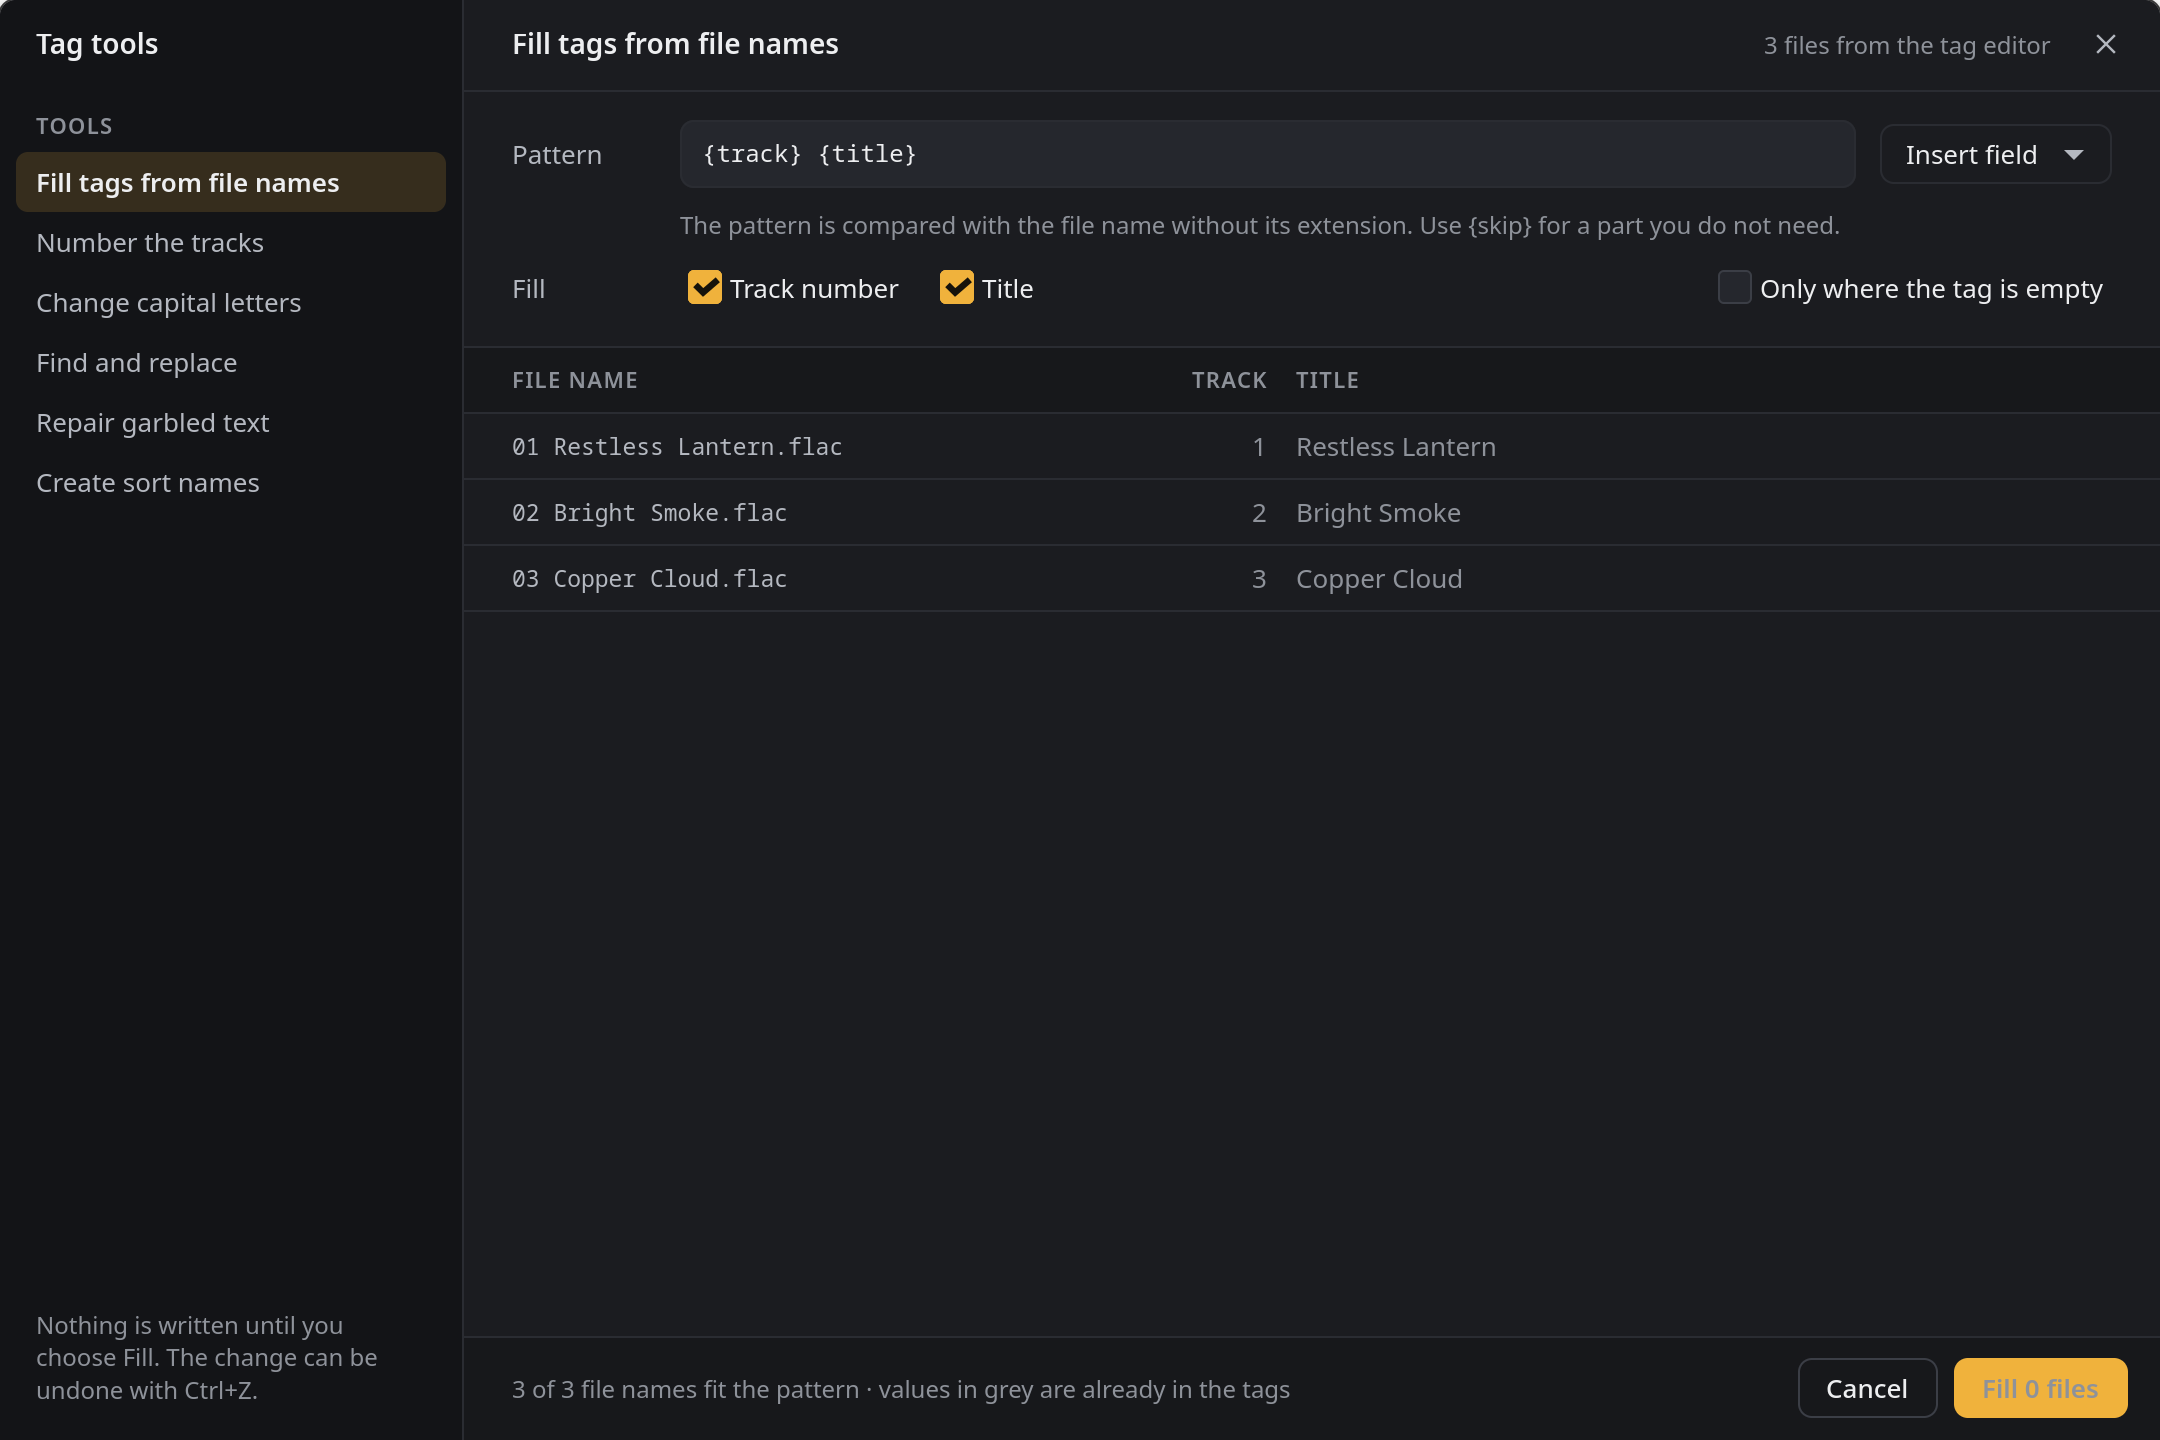 Tag tools
TOOLS
Fill tags from file names
Number the tracks
Change capital letters
Find and replace
Repair garbled text
Create sort names
Nothing is written until you
choose Fill. The change can be
undone with Ctrl+Z.
Fill tags from file names
3 files from the tag editor
Pattern
{track} {title}
Insert field
The pattern is compared with the file name without its extension. Use {skip} for a part you do not need.
Fill
Track number
Title
Only where the tag is empty
FILE NAME TRACK TITLE
01 Restless Lantern.flac 1 Restless Lantern
02 Bright Smoke.flac 2 Bright Smoke
03 Copper Cloud.flac 3 Copper Cloud
3 of 3 file names fit the pattern · values in grey are already in the tags
Cancel
Fill 0 files